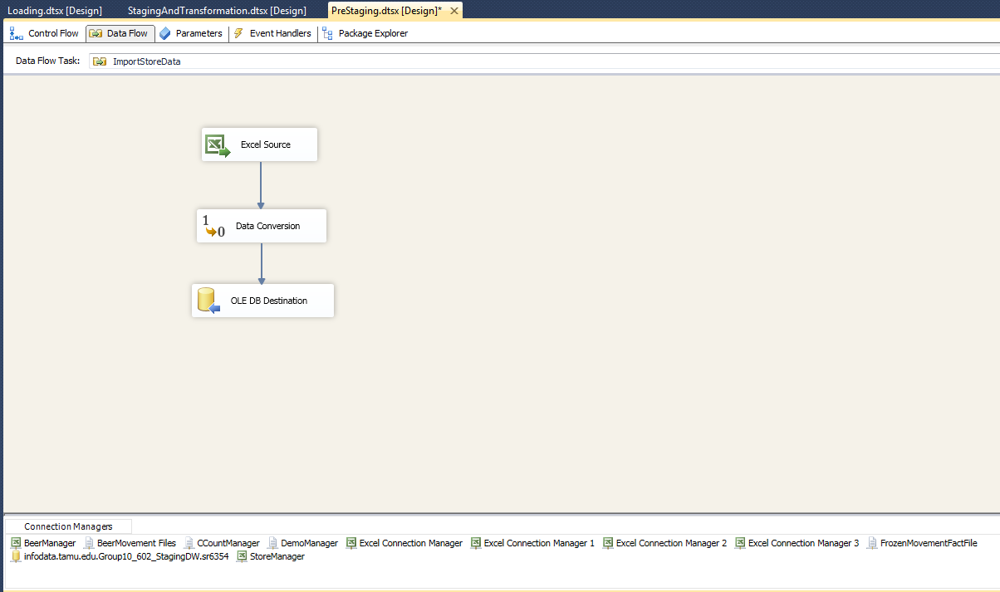 Loading.dtsx [Design] StagingAndTransformation.dtsx [Design] PreStaging.dtsx [Design]*
Control Flow Data Flow Parameters Event Handlers Package Explorer
Data Flow Task: ImportStoreData
Excel Source
1 0 Data Conversion
OLE DB Destination
Connection Managers
BeerManager BeerMovement Files CCountManager DemoManager Excel Connection Manager Excel Connection Manager 1 Excel Connection Manager 2 Excel Connection Manager 3 FrozenMovementFactFile
infodata.tamu.edu.Group10_602_StagingDW.sr6354 StoreManager